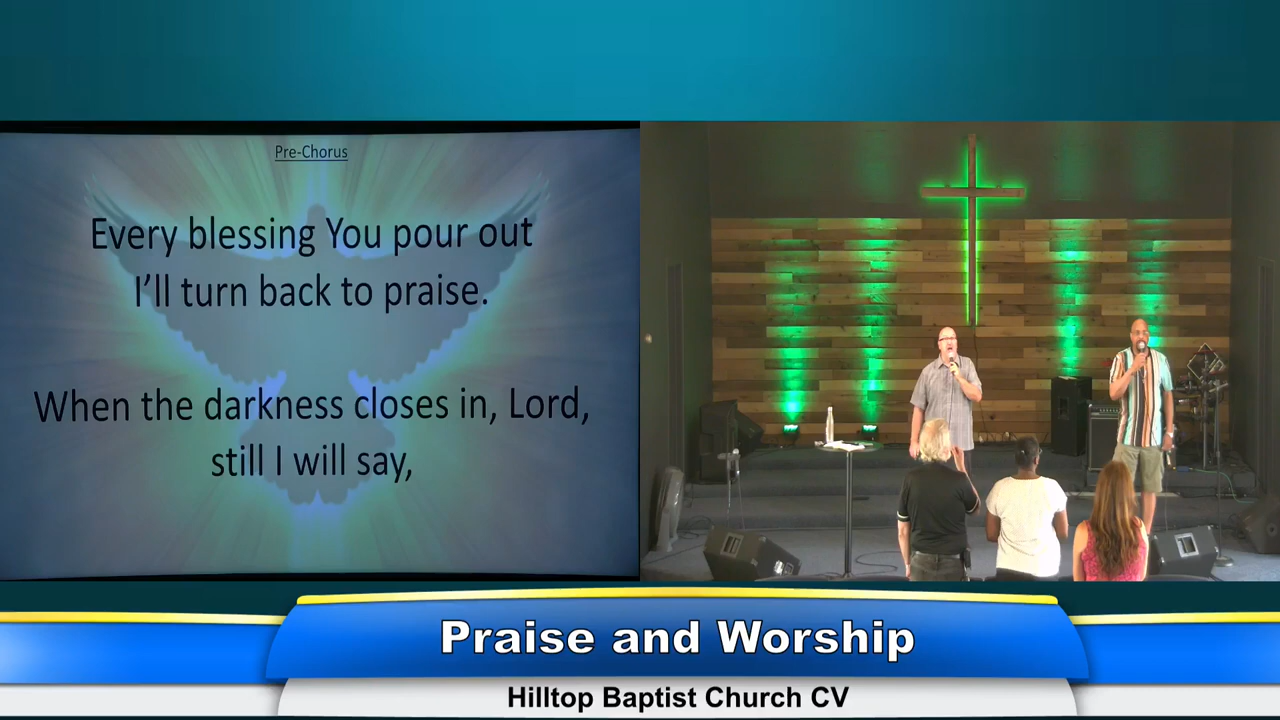 Pre-Chorus
Every blessing You pour out
I'll turn back to praise.
When the darkness closes in, Lord,
still I will say,
Praise and Worship
Hilltop Baptist Church CV